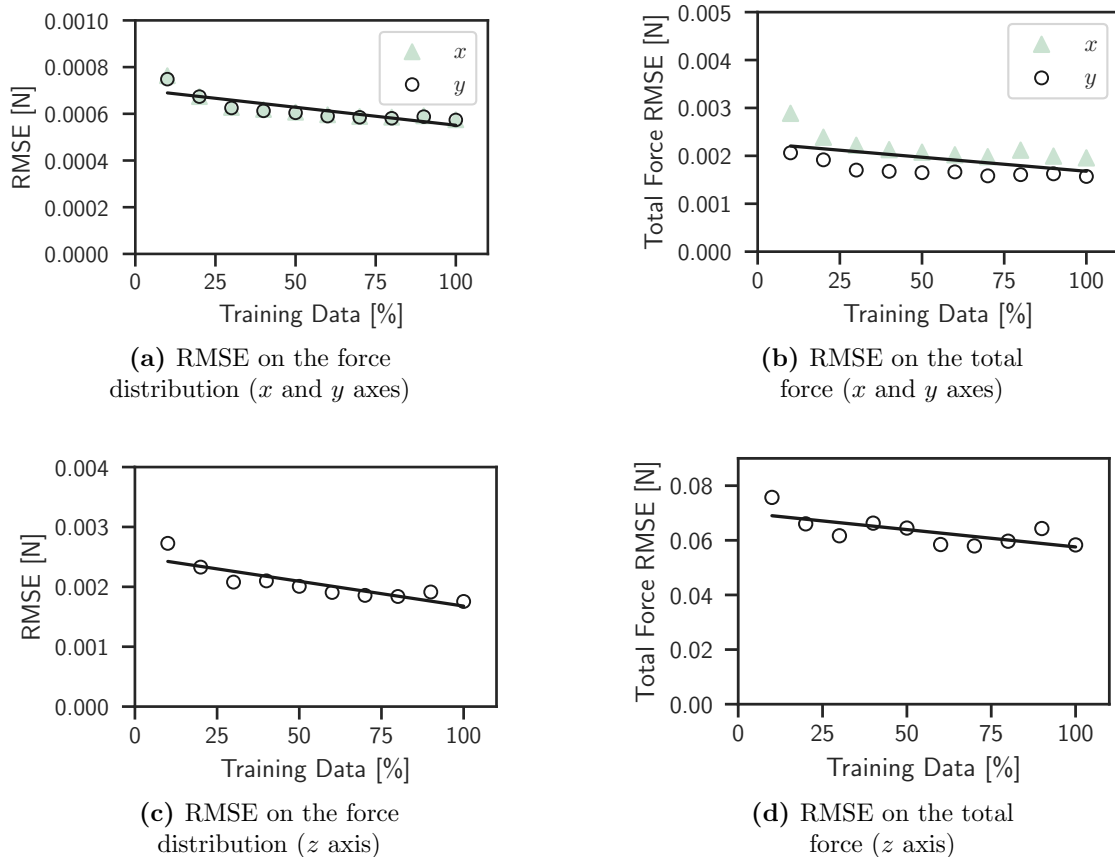 0.0010
0.0008
0.0006
0.0004
0.0002
0.0000
RMSE [N]
x
y
0 25 50 75 100
Training Data [%]
(a) RMSE on the force
distribution (x and y axes)
0.005
0.004
0.003
0.002
0.001
0.000
Total Force RMSE [N]
x
y
0 25 50 75 100
Training Data [%]
(b) RMSE on the total
force (x and y axes)
0.004
0.003
0.002
0.001
0.000
RMSE [N]
0 25 50 75 100
Training Data [%]
(c) RMSE on the force
distribution (z axis)
0.08
0.06
0.04
0.02
0.00
Total Force RMSE [N]
0 25 50 75 100
Training Data [%]
(d) RMSE on the total
force (z axis)